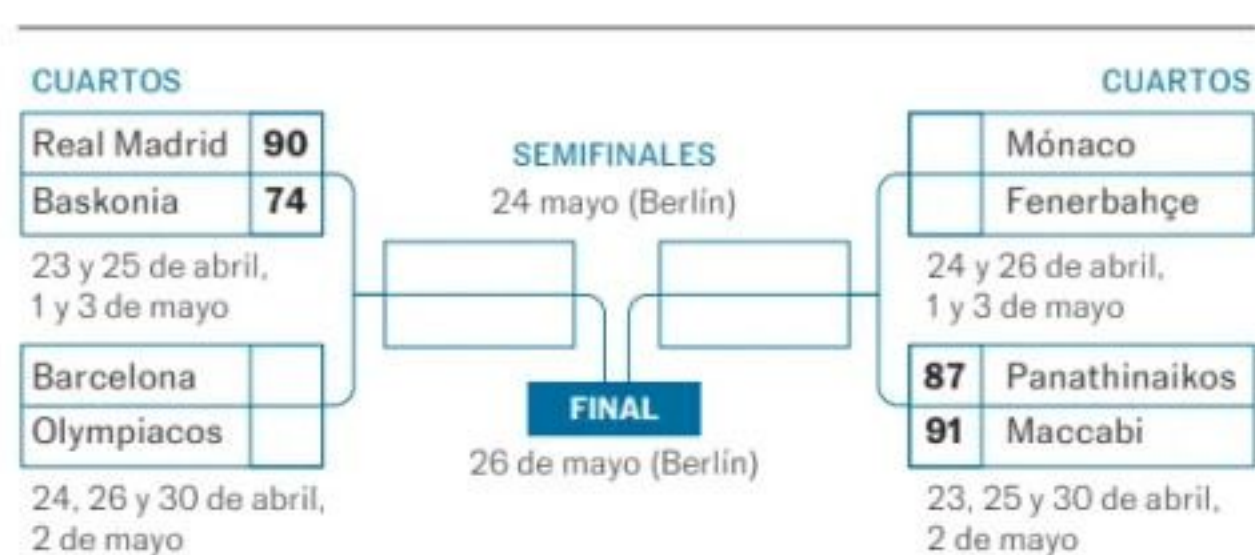 CUARTOS
Real Madrid 90
Baskonia 74
23 y 25 de abril,
1 y 3 de mayo
Barcelona
Olympiacos
24, 26 y 30 de abril,
2 de mayo
SEMIFINALES
24 mayo (Berlín)
FINAL
26 de mayo (Berlín)
CUARTOS
Mónaco
Fenerbahçe
24 y 26 de abril,
1 y 3 de mayo
87 Panathinaikos
91 Maccabi
23, 25 y 30 de abril,
2 de mayo